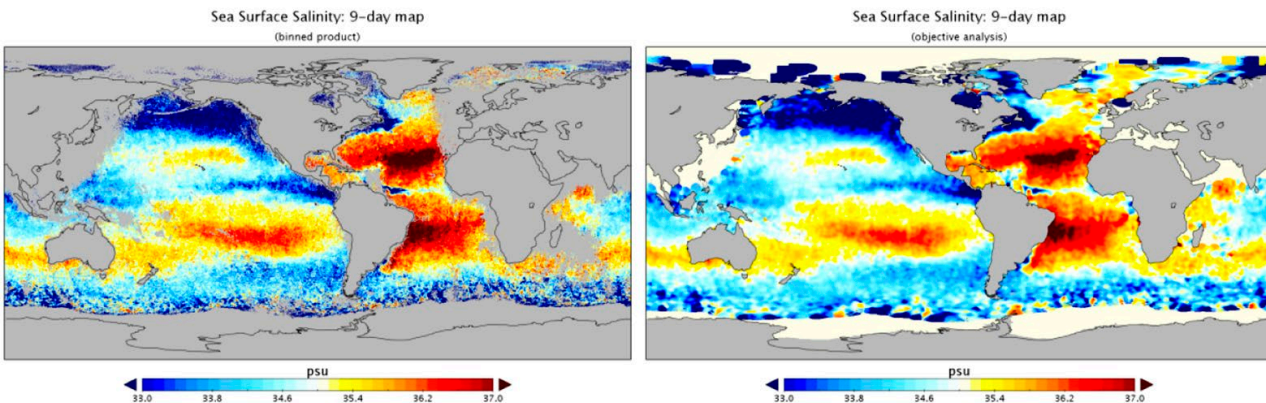 Sea Surface Salinity: 9-day map
(binned product)
psu
33.0 33.8 34.6 35.4 36.2 37.0
Sea Surface Salinity: 9-day map
(objective analysis)
psu
33.0 33.8 34.6 35.4 36.2 37.0